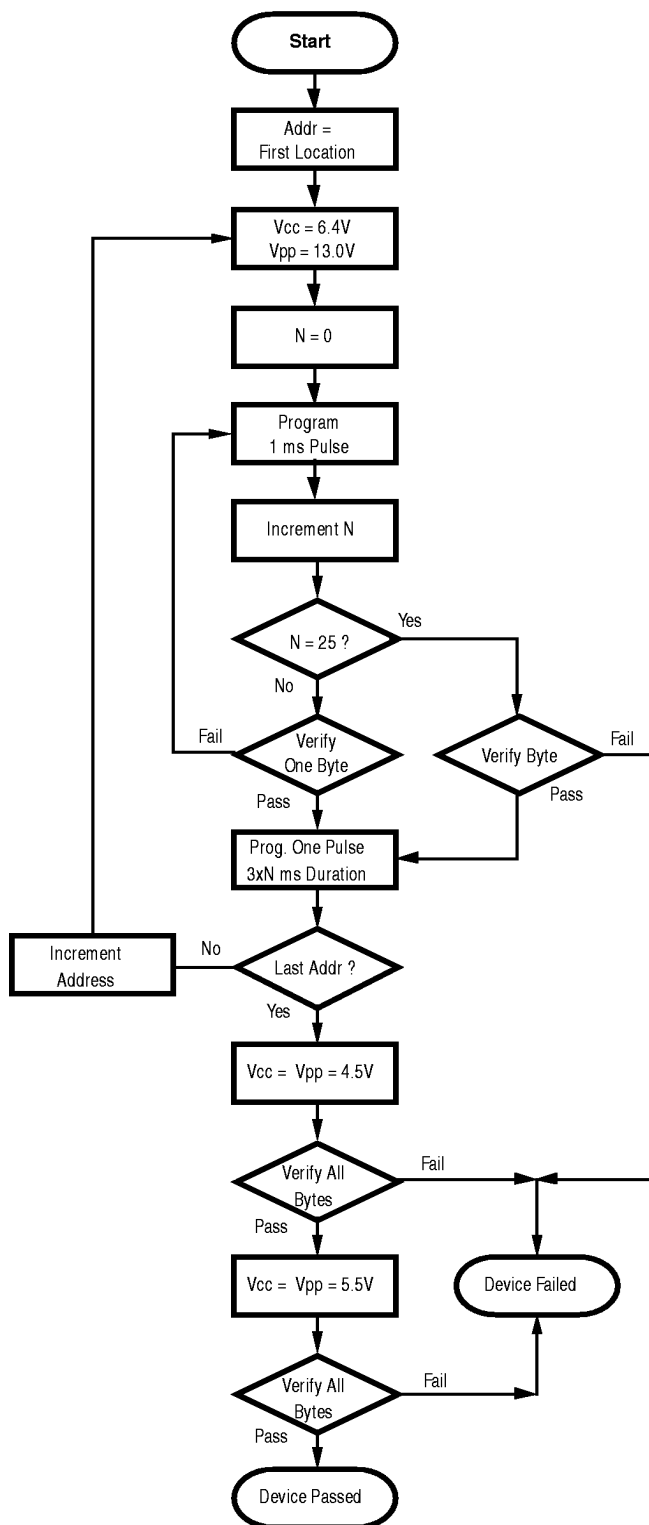 Start
Addr =
First Location
Vcc = 6.4V
Vpp = 13.0V
N = 0
Program
1 ms Pulse
Increment N
N = 25 ?
Yes
No
Verify
One Byte
Fail
Pass
Verify Byte
Fail
Pass
Prog. One Pulse
3xN ms Duration
Last Addr ?
No
Increment
Address
Yes
Vcc = Vpp = 4.5V
Verify All
Bytes
Fail
Pass
Vcc = Vpp = 5.5V
Device Failed
Verify All
Bytes
Fail
Pass
Device Passed